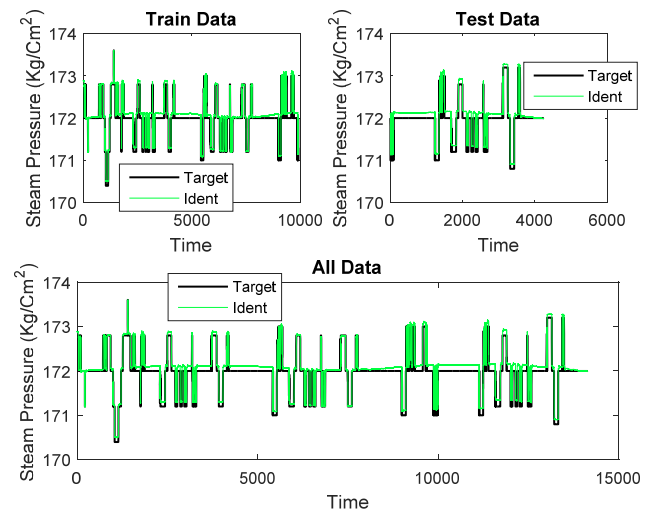 Train Data
Steam Pressure (Kg/Cm²)
174
173
172
171
170
0
5000
10000
Time
Target
Ident
Test Data
Steam Pressure (Kg/Cm²)
174
173
172
171
170
0
2000
4000
6000
Time
Target
Ident
All Data
Steam Pressure (Kg/Cm²)
174
173
172
171
170
0
5000
10000
15000
Time
Target
Ident